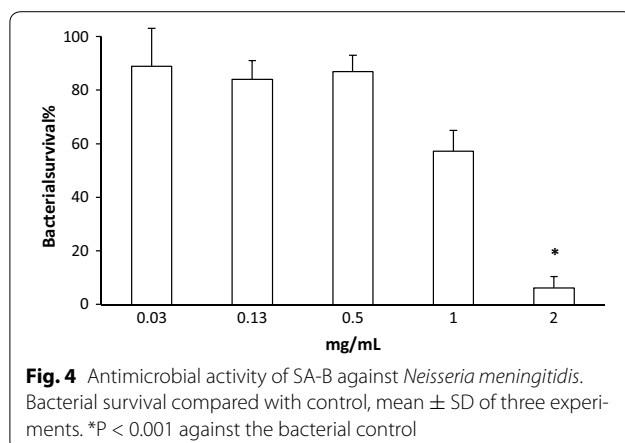 100
80
60
40
20
0
Bacterialsurvival%
*
0.03 0.13 0.5 1 2
mg/mL
Fig. 4 Antimicrobial activity of SA-B against Neisseria meningitidis.
Bacterial survival compared with control, mean ± SD of three experi-
ments. *P < 0.001 against the bacterial control